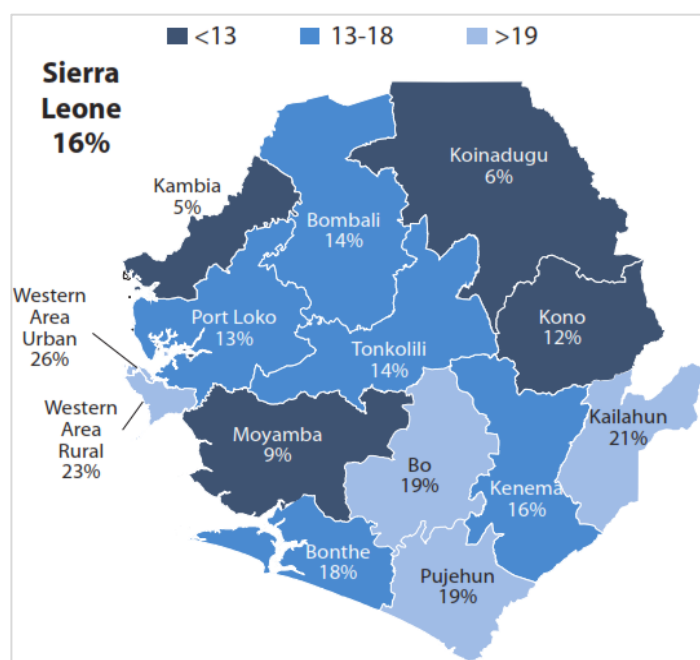 <13
13-18
>19
Sierra
Leone
16%
Koinadugu
6%
Kambia
5%
Bombali
14%
Western
Area
Urban
26%
Port Loko
13%
Kono
12%
Tonkolili
14%
Western
Area
Rural
23%
Kailahun
21%
Moyamba
9%
Bo
19%
Kenema
16%
Bonthe
18%
Pujehun
19%